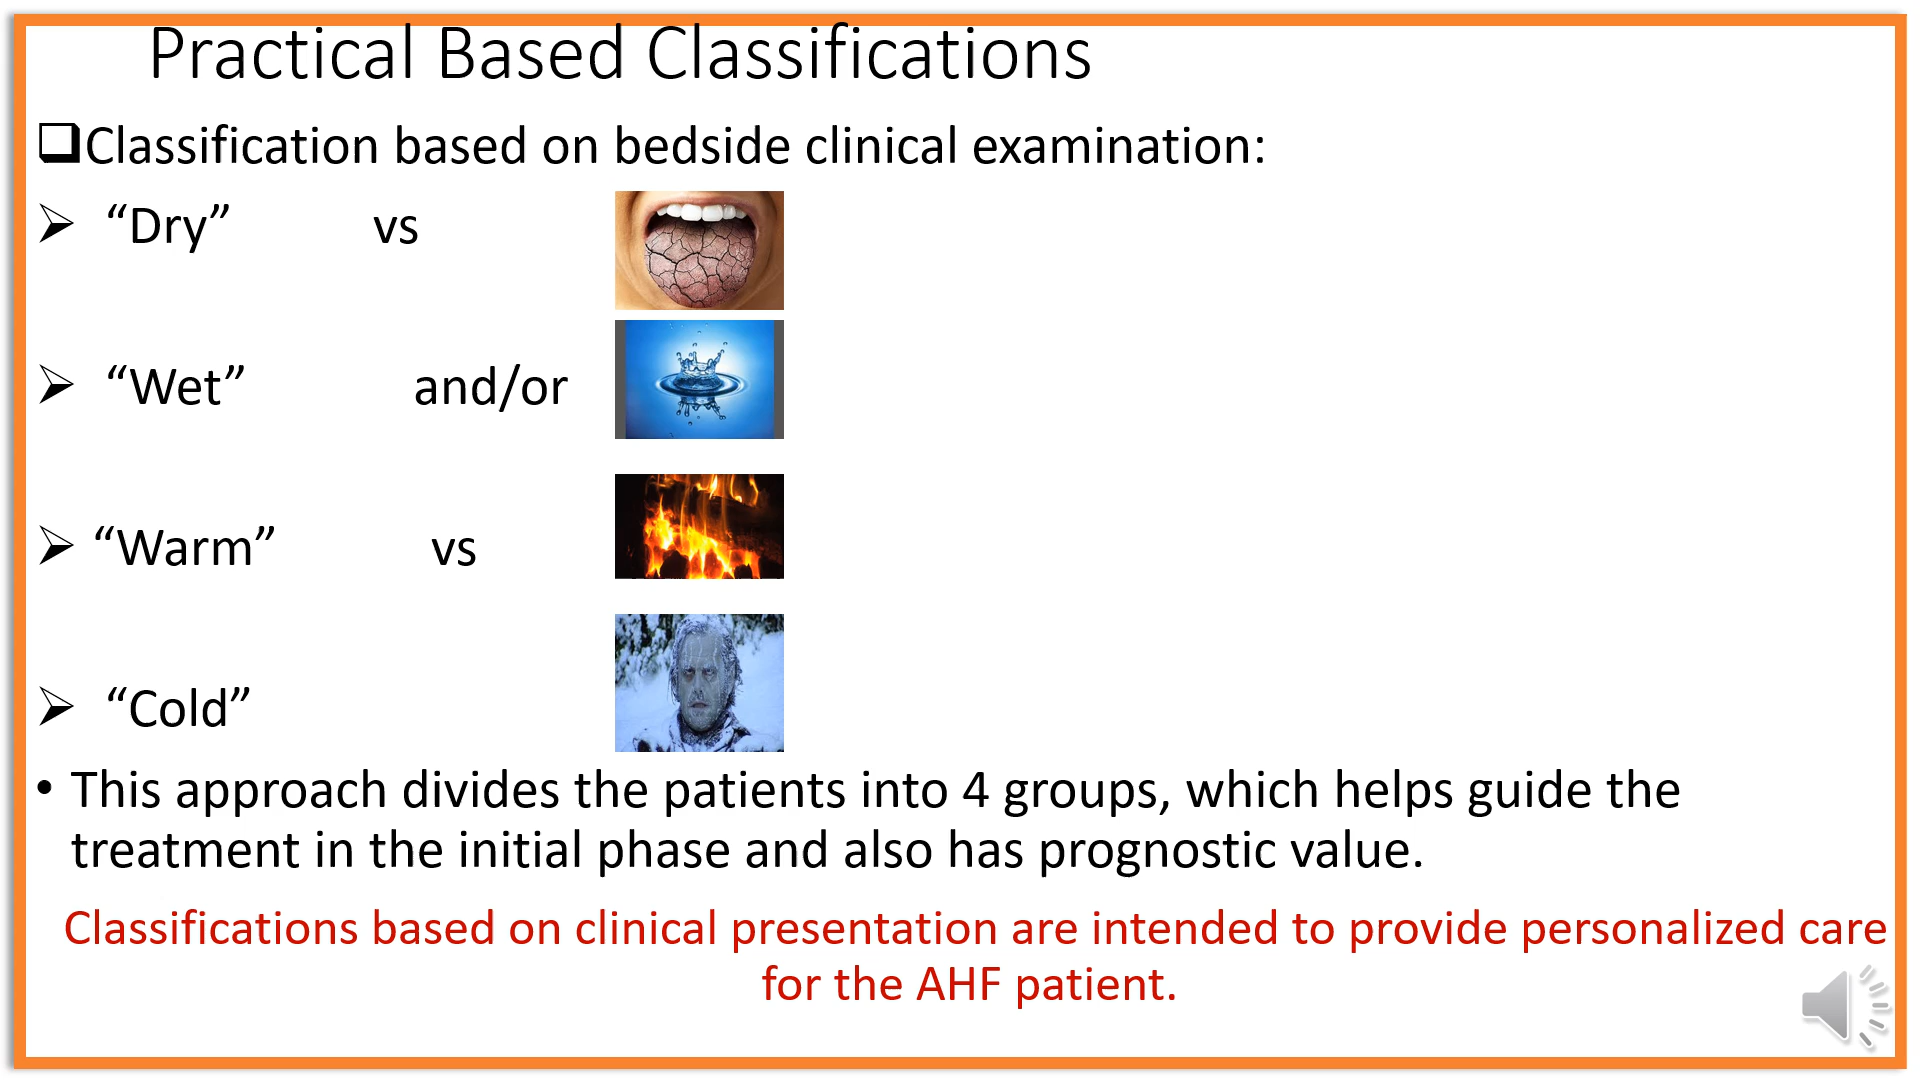 Practical Based Classifications
❑Classification based on bedside clinical examination:
➢ “Dry” vs
➢ “Wet” and/or
➢ “Warm” vs
➢ “Cold”
• This approach divides the patients into 4 groups, which helps guide the
treatment in the initial phase and also has prognostic value.
Classifications based on clinical presentation are intended to provide personalized care
for the AHF patient.